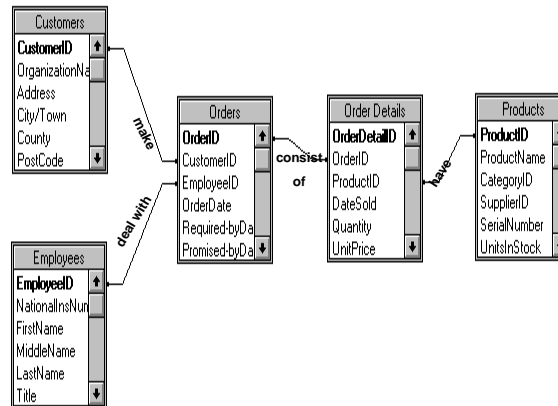 Customers
CustomerID
OrganizationNa
Address
City/Town
County
PostCode
make
deal with
Employees
EmployeeID
NationalInsNum
FirstName
MiddleName
LastName
Title
Orders
OrderID
CustomerID
EmployeeID
OrderDate
Required-byDa
Promised-byDa
consist
of
Order Details
OrderDetailID
OrderID
ProductID
DateSold
Quantity
UnitPrice
have
Products
ProductID
ProductName
CategoryID
SupplierID
SerialNumber
UnitsInStock